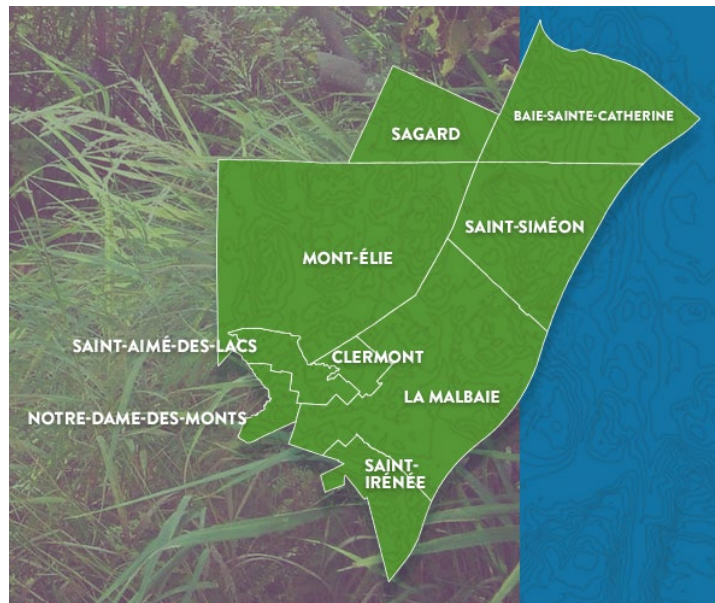 BAIE-SAINTE-CATHERINE
SAGARD
SAINT-SIMÉON
MONT-ÉLIE
SAINT-AIMÉ-DES-LACS
CLERMONT
LA MALBAIE
NOTRE-DAME-DES-MONTS
SAINT-
IRÉNÉE